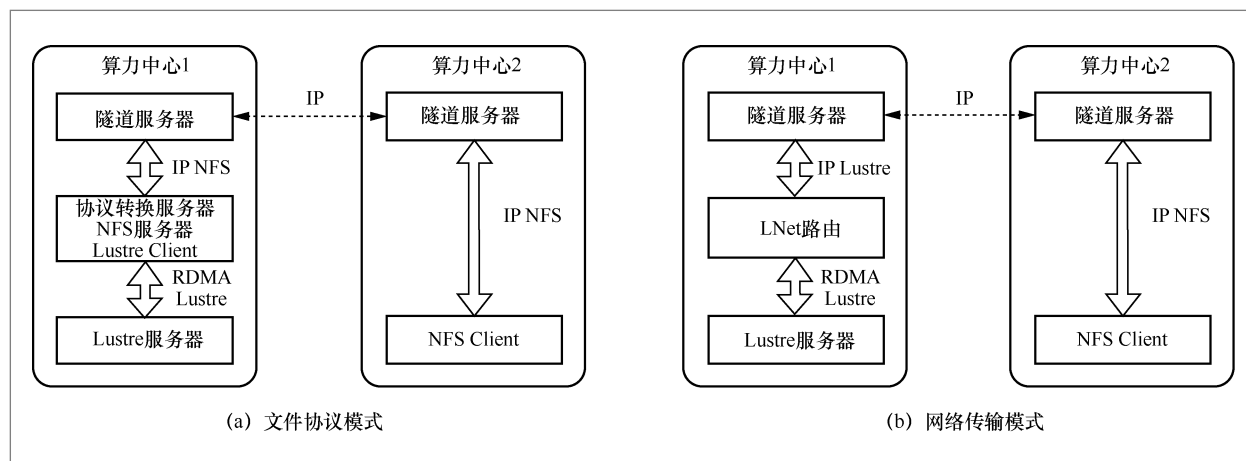 算力中心1
隧道服务器
IP NFS
协议转换服务器
NFS服务器
Lustre Client
RDMA
Lustre
Lustre服务器
IP
算力中心2
隧道服务器
IP NFS
NFS Client
(a) 文件协议模式
算力中心1
隧道服务器
IP Lustre
LNet路由
RDMA
Lustre
Lustre服务器
IP
算力中心2
隧道服务器
IP NFS
NFS Client
(b) 网络传输模式